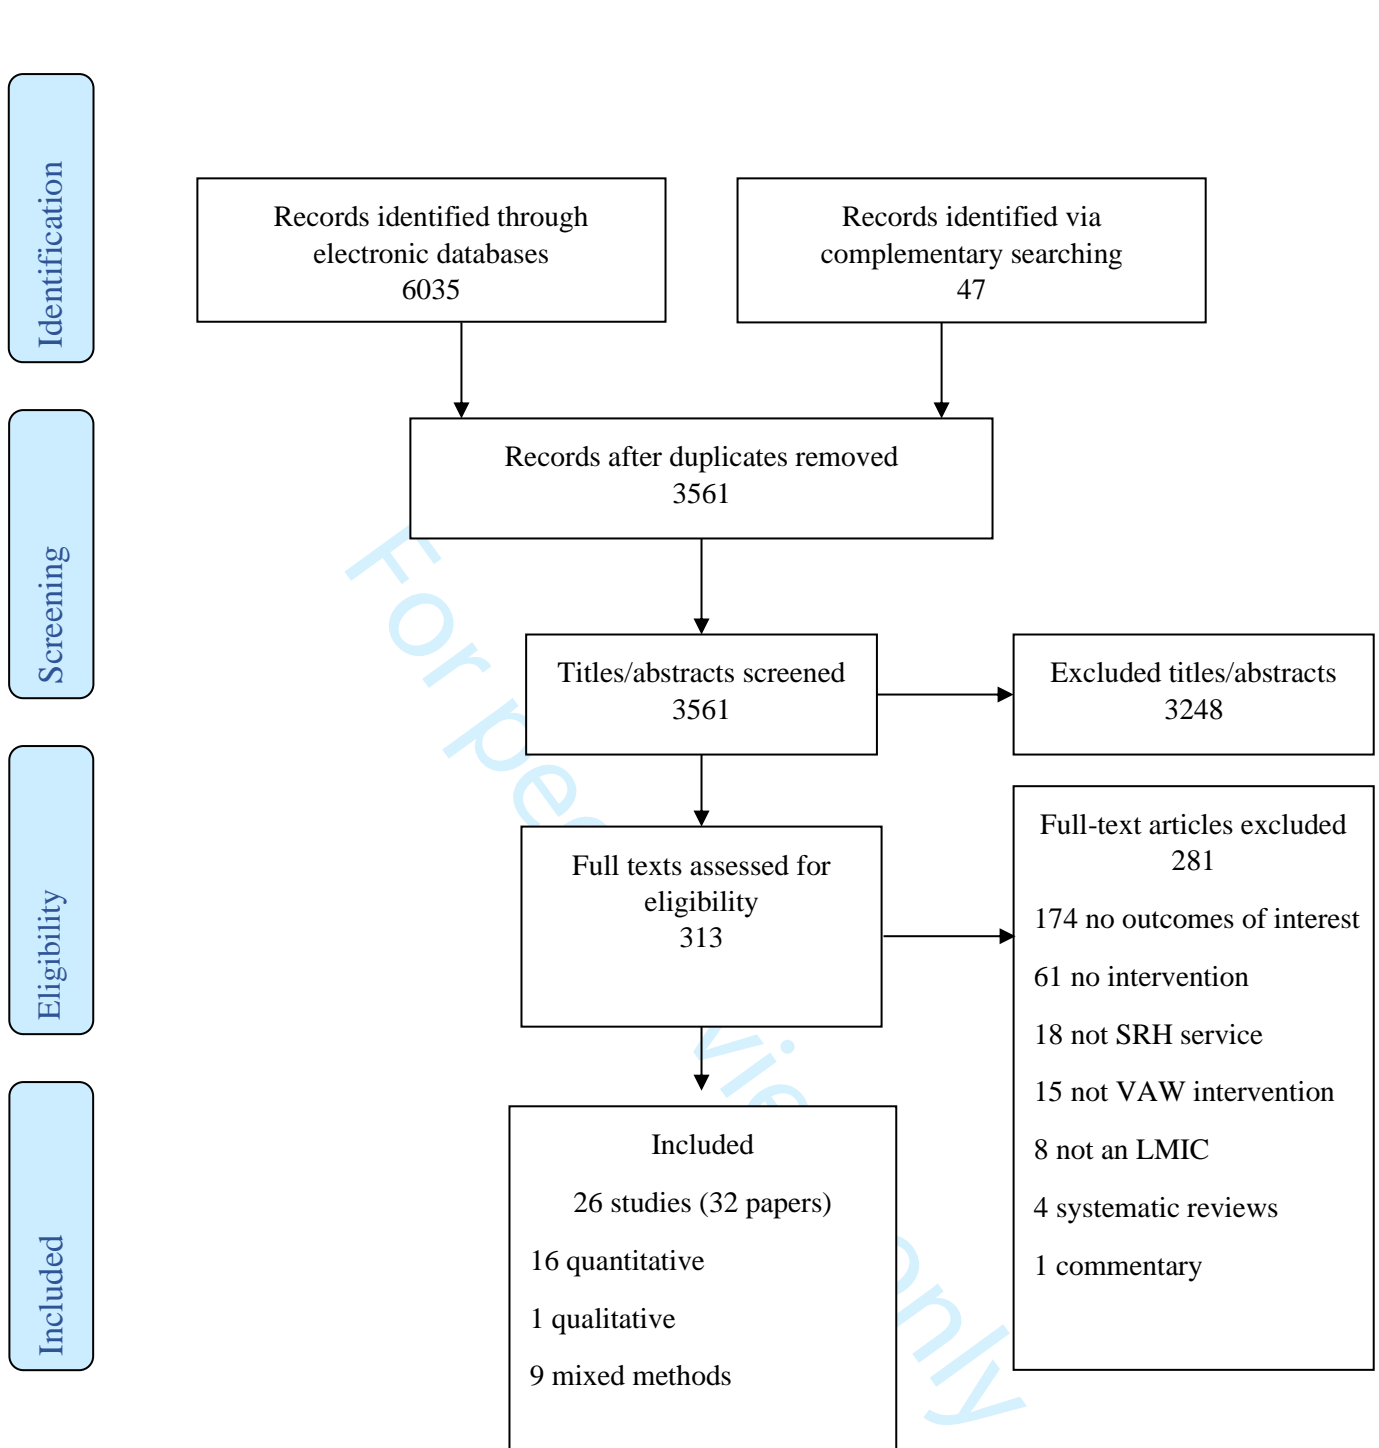 Identification
Records identified through
electronic databases
6035
Records identified via
complementary searching
47
Records after duplicates removed
3561
Screening
Titles/abstracts screened
3561
Excluded titles/abstracts
3248
Eligibility
Full texts assessed for
eligibility
313
Full-text articles excluded
281
174 no outcomes of interest
61 no intervention
18 not SRH service
15 not VAW intervention
8 not an LMIC
4 systematic reviews
1 commentary
Included
Included
26 studies (32 papers)
16 quantitative
1 qualitative
9 mixed methods
For only